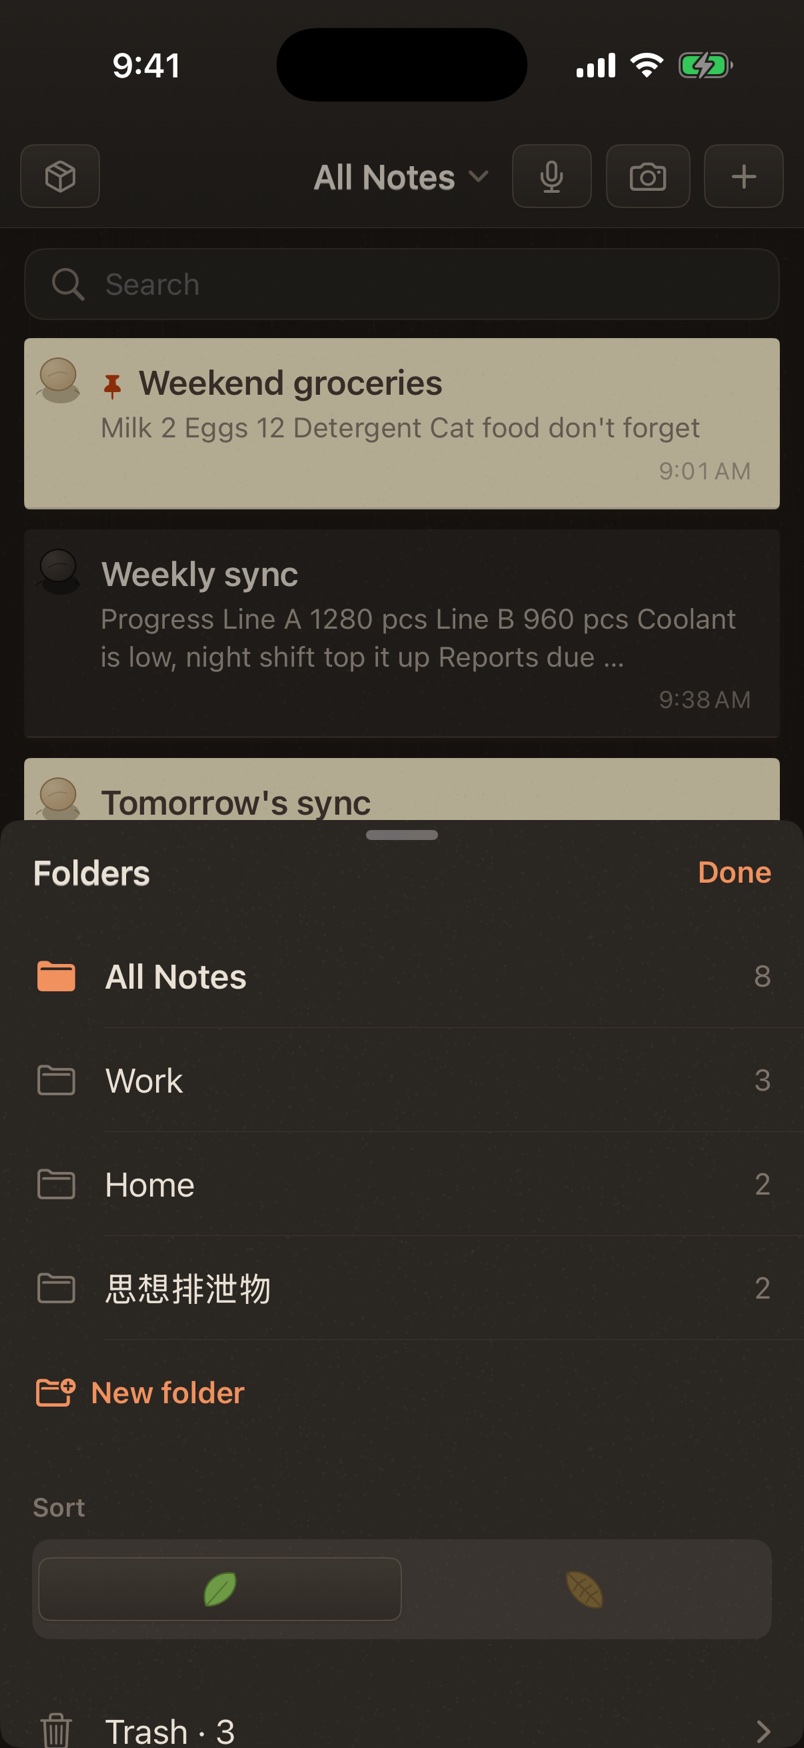 9:41
All Notes
Search
Weekend groceries
Milk 2 Eggs 12 Detergent Cat food don't forget
9:01 AM
Weekly sync
Progress Line A 1280 pcs Line B 960 pcs Coolant
is low, night shift top it up Reports due ...
9:38 AM
Tomorrow's sync
Folders
Done
All Notes
8
Work
3
Home
2
思想排泄物
2
New folder
Sort
Trash · 3